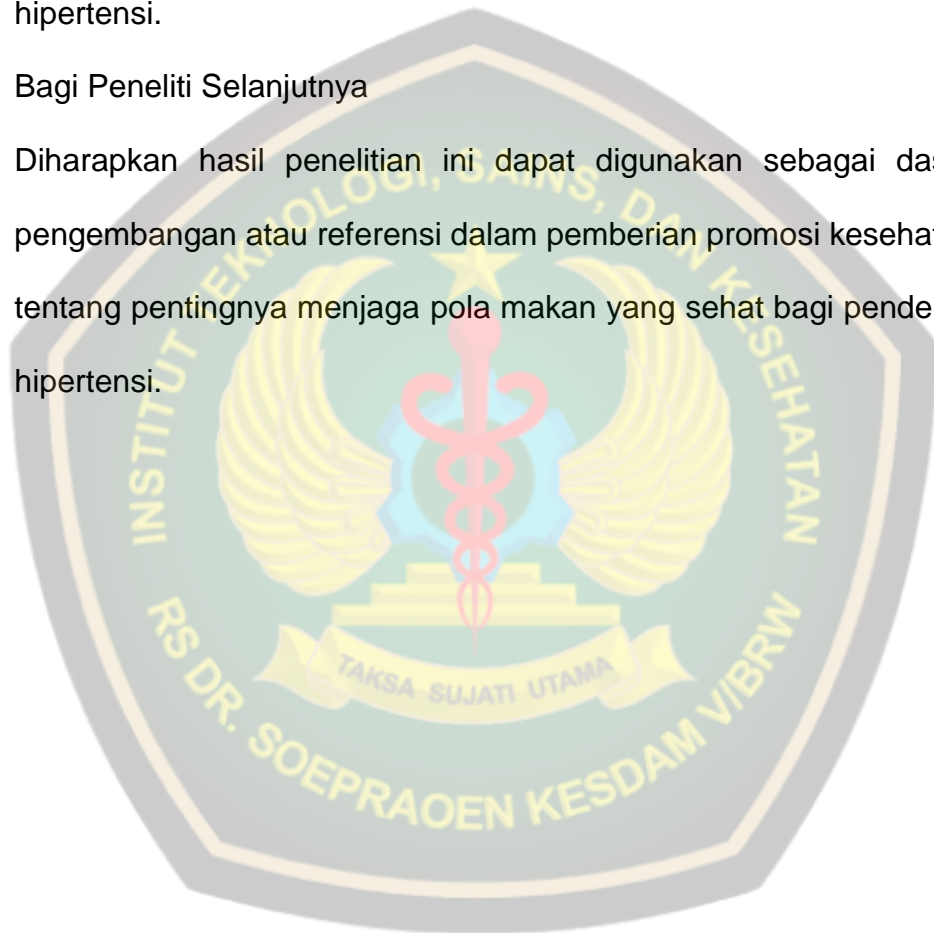 hipertensi.
Bagi Peneliti Selanjutnya
Diharapkan hasil penelitian ini dapat digunakan sebagai das
pengembangan atau referensi dalam pemberian promosi kesehat
tentang pentingnya menjaga pola makan yang sehat bagi pende
hipertensi.
INSTITUT TEKNOLOGI, SAINS, DAN KESEHATAN
TAKSA SUJATI UTAMA
RS DR. SOEPRAOEN KESDAM V/BRW